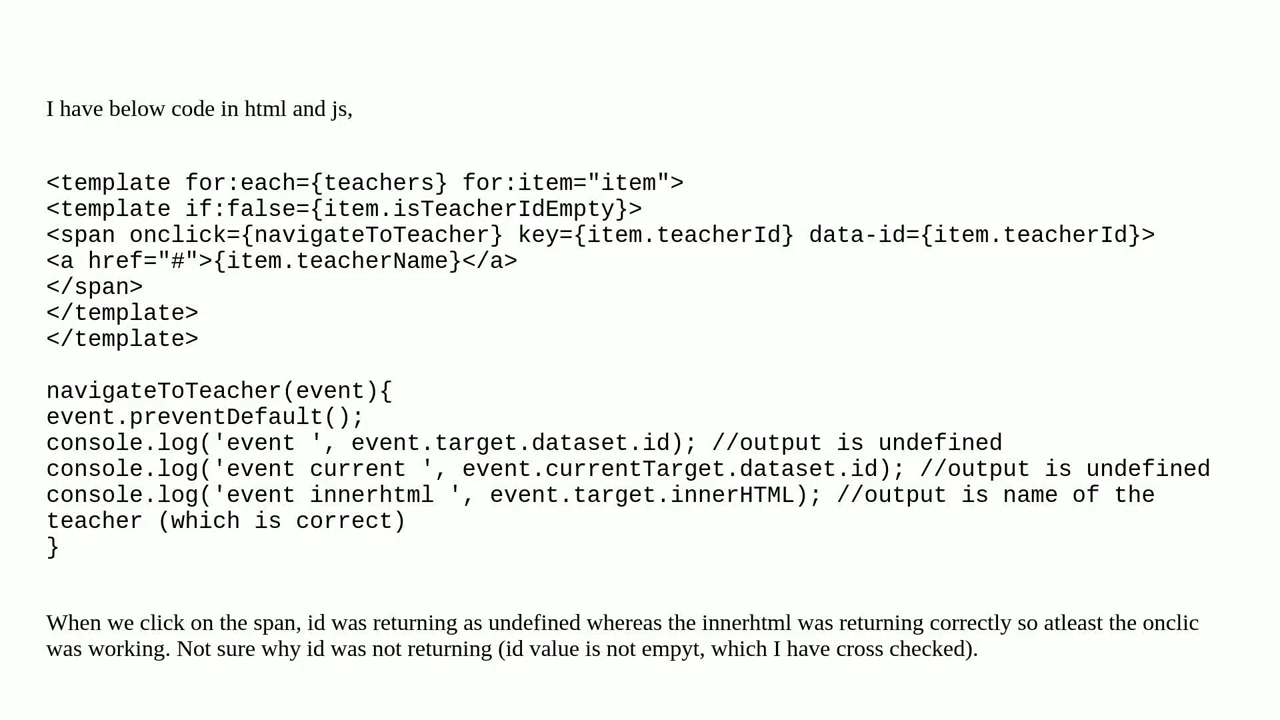 I have below code in html and js,
<template for:each={teachers} for:item="item">
<template if:false={item.isTeacherIdEmpty}>
<span onclick={navigateToTeacher} key={item.teacherId} data-id={item.teacherId}>
<a href="#">{item.teacherName}</a>
</span>
</template>
</template>
navigateToTeacher(event){
event.preventDefault();
console.log('event ', event.target.dataset.id); //output is undefined
console.log('event current ', event.currentTarget.dataset.id); //output is undefined
console.log('event innerhtml ', event.target.innerHTML); //output is name of the
teacher (which is correct)
}
When we click on the span, id was returning as undefined whereas the innerhtml was returning correctly so atleast the onclic
was working. Not sure why id was not returning (id value is not empyt, which I have cross checked).